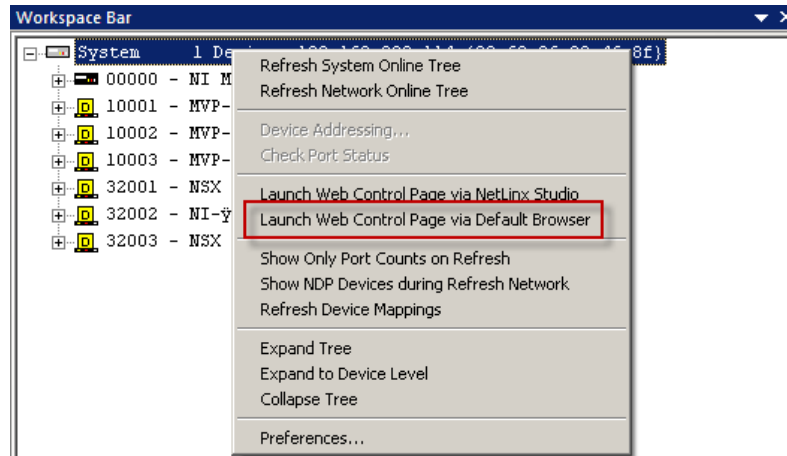 Workspace Bar
System 1 8f}
00000 - NI M
10001 - MVP-
10002 - MVP-
10003 - MVP-
32001 - NSX
32002 - NI-ÿ
32003 - NSX
Refresh System Online Tree
Refresh Network Online Tree
Device Addressing...
Check Port Status
Launch Web Control Page via NetLinx Studio
Launch Web Control Page via Default Browser
Show Only Port Counts on Refresh
Show NDP Devices during Refresh Network
Refresh Device Mappings
Expand Tree
Expand to Device Level
Collapse Tree
Preferences...